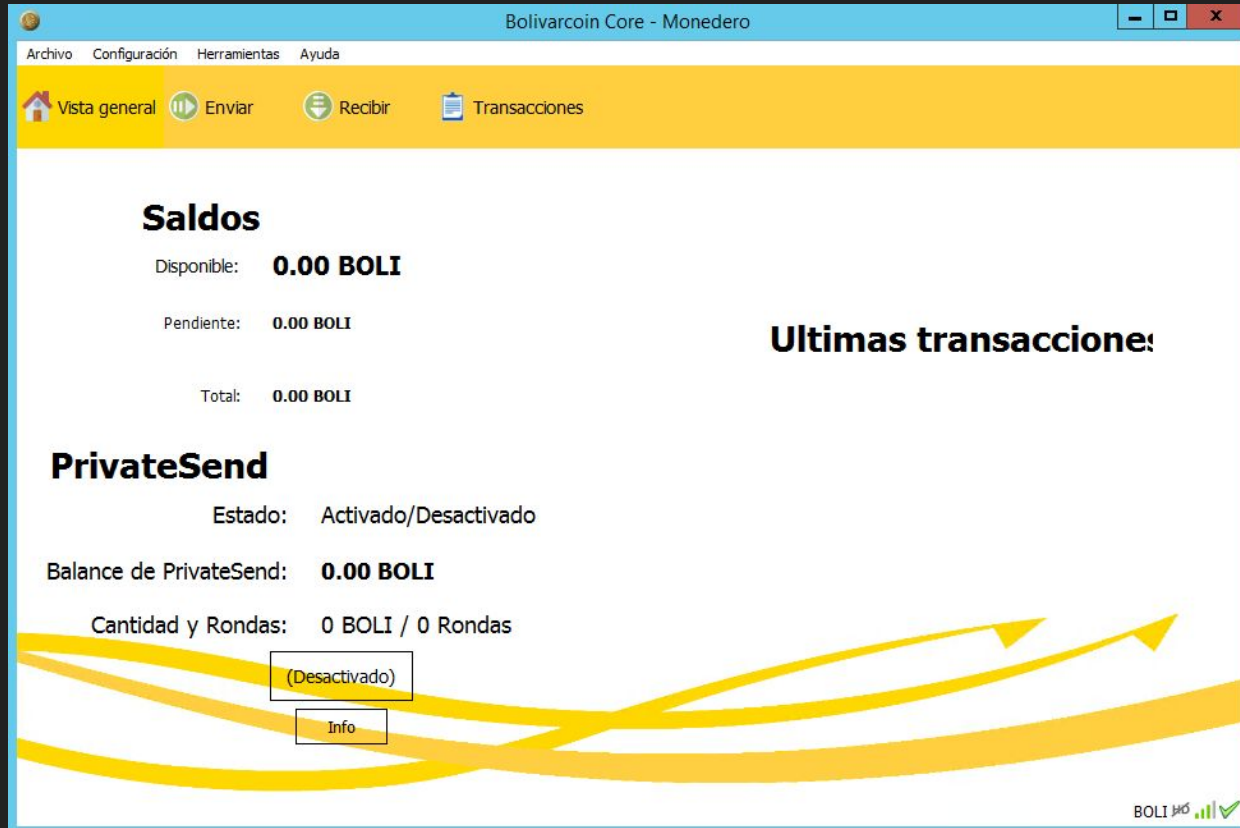 Bolivarcoin Core - Monedero
Archivo Configuración Herramientas Ayuda
Vista general Enviar Recibir Transacciones
Saldos
Disponible: 0.00 BOLI
Pendiente: 0.00 BOLI
Ultimas transacciones
Total: 0.00 BOLI
PrivateSend
Estado: Activado/Desactivado
Balance de PrivateSend: 0.00 BOLI
Cantidad y Rondas: 0 BOLI / 0 Rondas
(Desactivado)
Info
BOLI